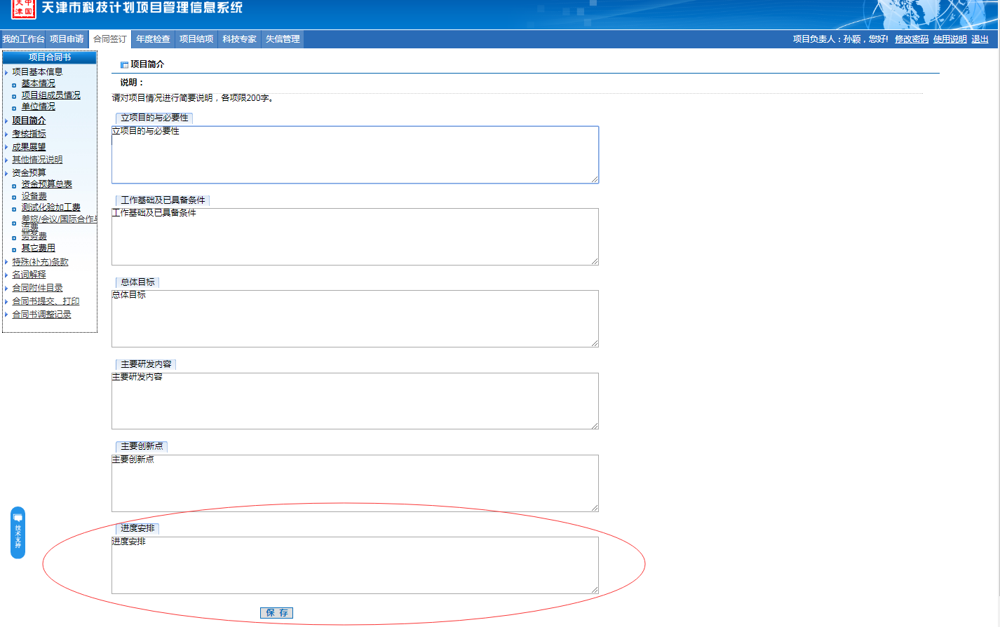 中国
天津
天津市科技计划项目管理信息系统
我的工作台 项目申请 合同签订 年度检查 项目结项 科技专家 失信管理 项目负责人：孙颖，您好! 修改密码 使用说明 退出
项目合同书
项目基本信息
基本情况
项目组成员情况
单位情况
项目简介
考核指标
成果展望
其他情况说明
资金预算
资金预算总表
设备费
测试化验加工费
差旅/会议/国际合作与
流费
劳务费
其它费用
特殊(补充)条款
名词解释
合同附件目录
合同书提交、打印
合同书调整记录
技术支持
项目简介
说明：
请对项目情况进行简要说明，各项限200字。
立项目的与必要性
立项目的与必要性
工作基础及已具备条件
工作基础及已具备条件
总体目标
总体目标
主要研发内容
主要研发内容
主要创新点
主要创新点
进度安排
进度安排
保 存